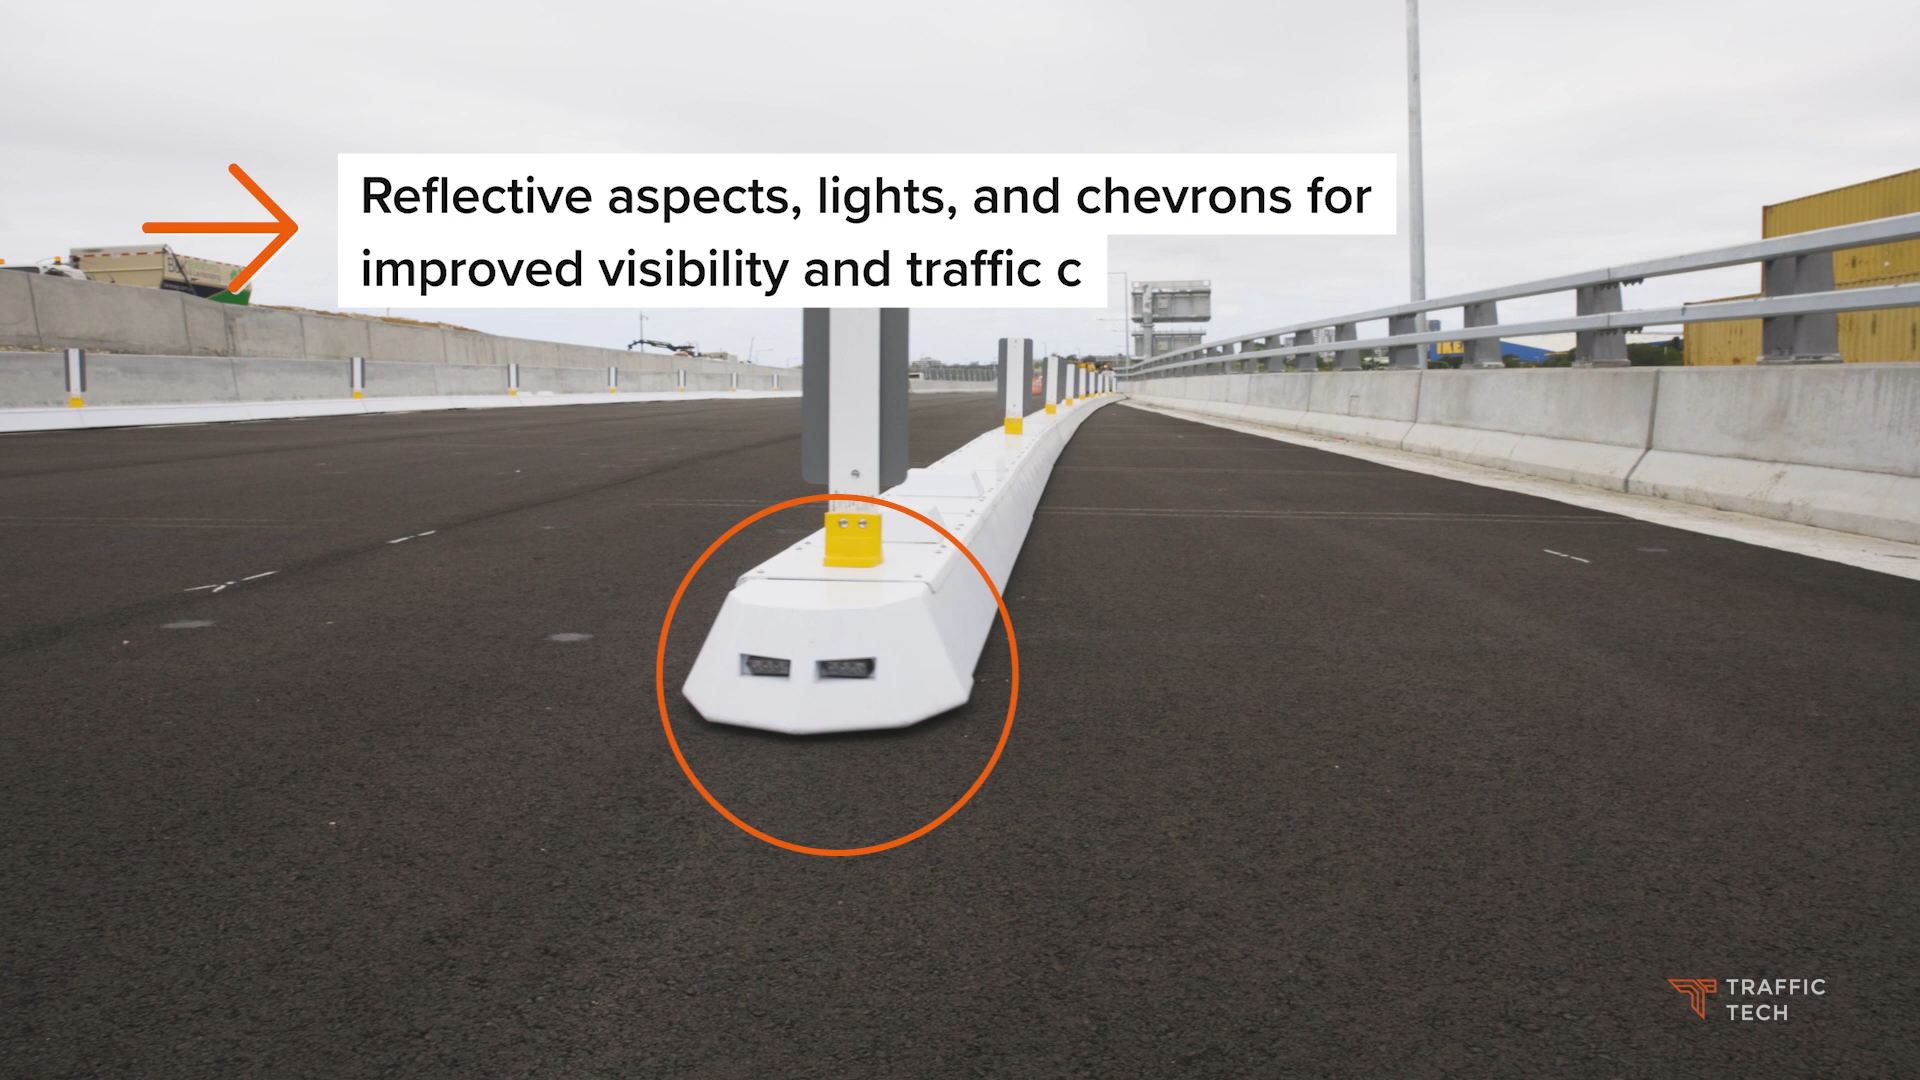 Reflective aspects, lights, and chevrons for
improved visibility and traffic c
TRAFFIC
TECH